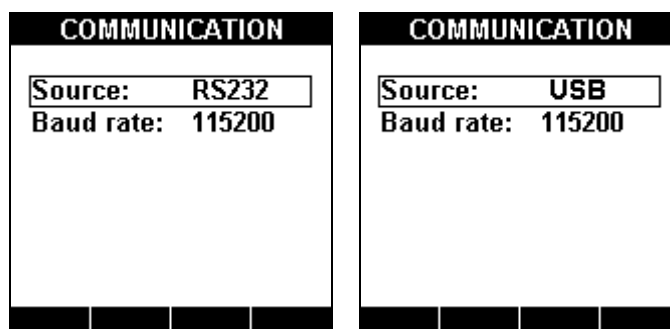 COMMUNICATION
Source: RS232
Baud rate: 115200
COMMUNICATION
Source: USB
Baud rate: 115200